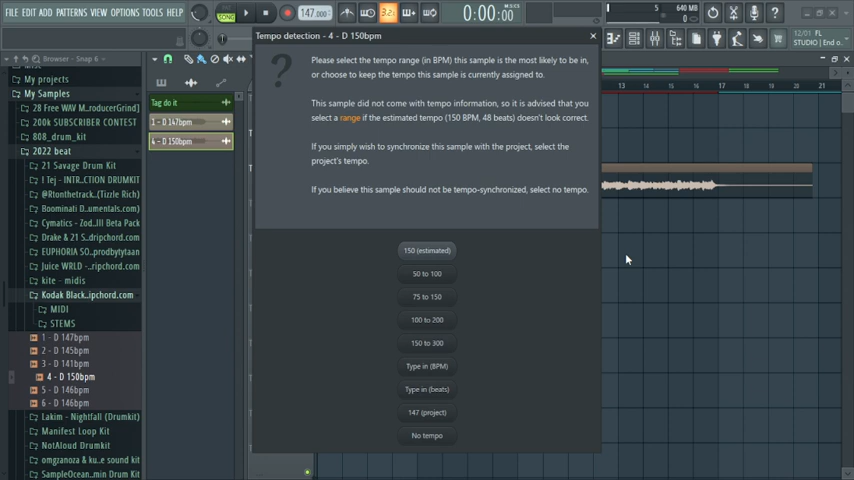 FILE EDIT ADD PATTERNS VIEW OPTIONS TOOLS HELP
SONG
147.000
3.2
0:00:00
5
640 MB
0
Browser - Snap 6
12/01 FL
STUDIO | End o..
My projects
My Samples
28 Free WAV M...roducerGrind]
200k SUBSCRIBER CONTEST
808_drum_kit
2022 beat
21 Savage Drum Kit
! Tej - INTR...CTION DRUMKIT
@Rtonthetrack...(Tizzle Rich)
Boominati D...umentals.com)
Cymatics - Zod...III Beta Pack
Drake & 21 S...dripchord.com
EUPHORIA SO...prodbytytaan
Juice WRLD -...ripchord.com
kite - midis
Kodak Black...ipchord.com
MIDI
STEMS
1 - D 147bpm
2 - D 145bpm
3 - D 141bpm
4 - D 150bpm
5 - D 146bpm
6 - D 146bpm
Lakim - Nightfall (Drumkit)
Manifest Loop Kit
NotAloud Drumkit
omgranoza & ku...e sound kit
SampleOcean...min Drum Kit
Tag do it
1 - D 147bpm
4 - D 150bpm
Tempo detection - 4 - D 150bpm
Please select the tempo range (in BPM) this sample is the most likely to be in,
or choose to keep the tempo this sample is currently assigned to.
This sample did not come with tempo information, so it is advised that you
select a range if the estimated tempo (150 BPM, 48 beats) doesn't look correct.
If you simply wish to synchronize this sample with the project, select the
project's tempo.
If you believe this sample should not be tempo-synchronized, select no tempo.
150 (estimated)
50 to 100
75 to 150
100 to 200
150 to 300
Type in (BPM)
Type in (beats)
147 (project)
No tempo
13 14 15 16 17 18 19 20 21